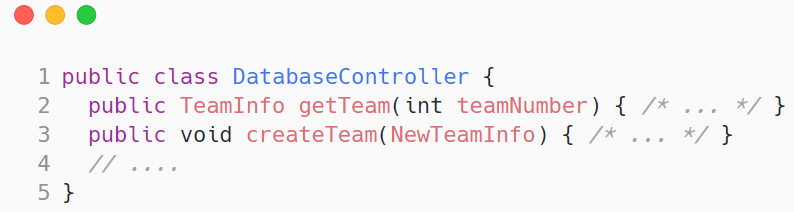 1 public class DatabaseController {
2   public TeamInfo getTeam(int teamNumber) { /* ... */ }
3   public void createTeam(NewTeamInfo) { /* ... */ }
4   // ....
5 }